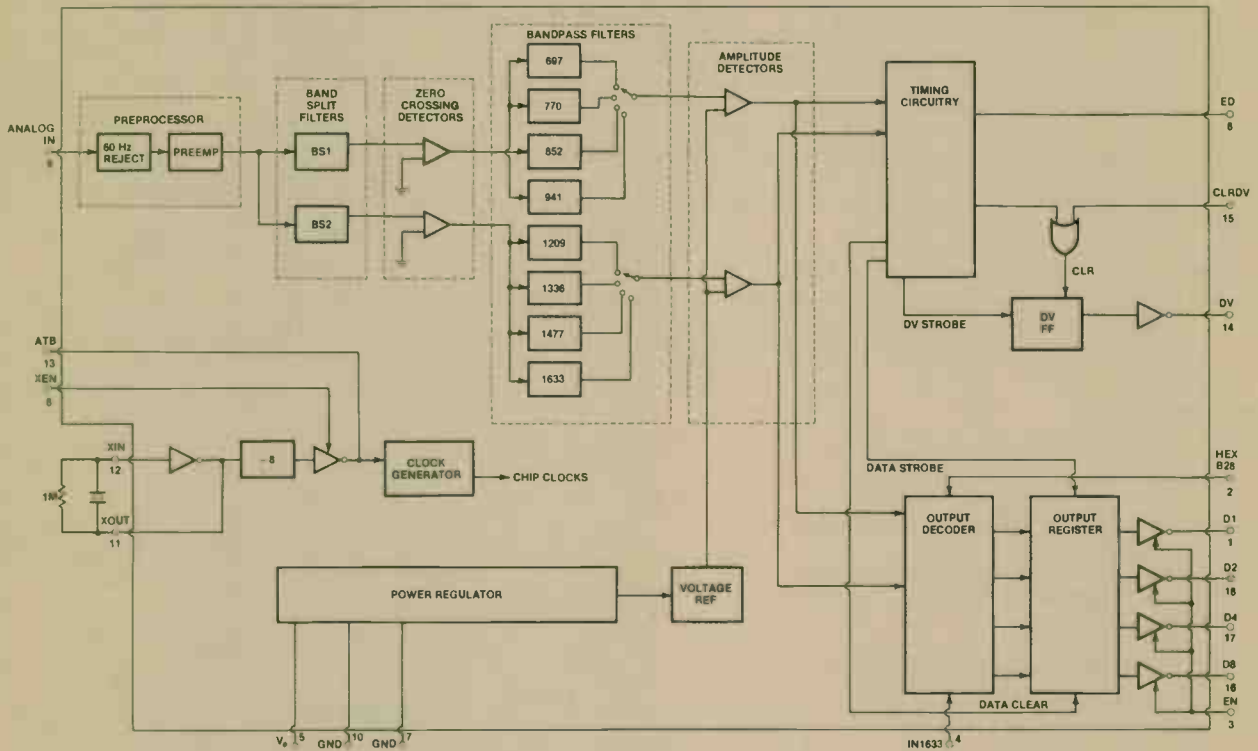 BANDPASS FILTERS
697
770
852
941
1209
1336
1477
1633
AMPLITUDE
DETECTORS
TIMING
CIRCUITRY
ED
6
BAND
SPLIT
FILTERS
BS1
BS2
ZERO
CROSSING
DETECTORS
PREPROCESSOR
ANALOG
IN
9
60 Hz
REJECT
PREEMP
CLRDV
15
CLR
DV STROBE
DV
FF
DV
14
ATB
13
XEN
8
XIN
12
1M
XOUT
11
CLOCK
GENERATOR
CHIP CLOCKS
DATA STROBE
HEX
B28
2
OUTPUT
DECODER
OUTPUT
REGISTER
D1
1
D2
18
D4
17
D8
16
EN
3
POWER REGULATOR
VOLTAGE
REF
DATA CLEAR
5
GND
10
GND
7
IN1633
4